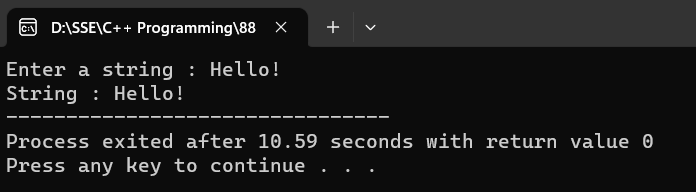 D:\SSE\C++ Programming\88
Enter a string : Hello!
String : Hello!
--------------------------------
Process exited after 10.59 seconds with return value 0
Press any key to continue . . .